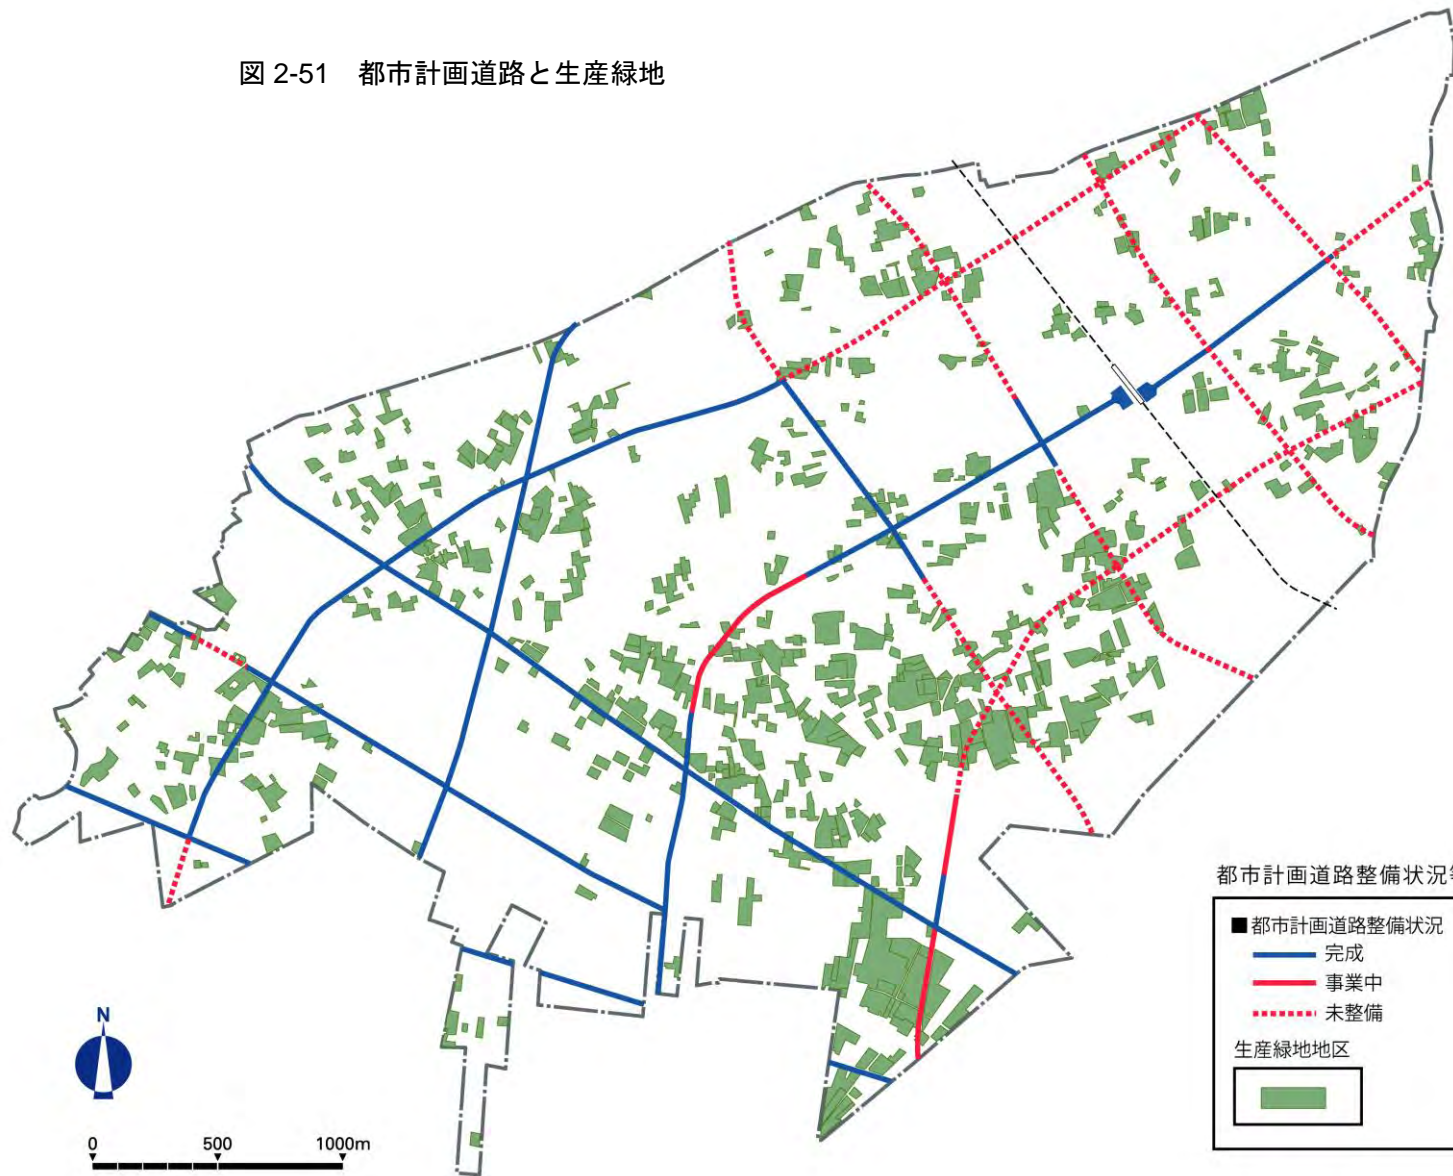 図 2-51 都市計画道路と生産緑地
都市計画道路整備状況
■都市計画道路整備状況
完成
事業中
未整備
生産緑地地区
N
0 500 1000m